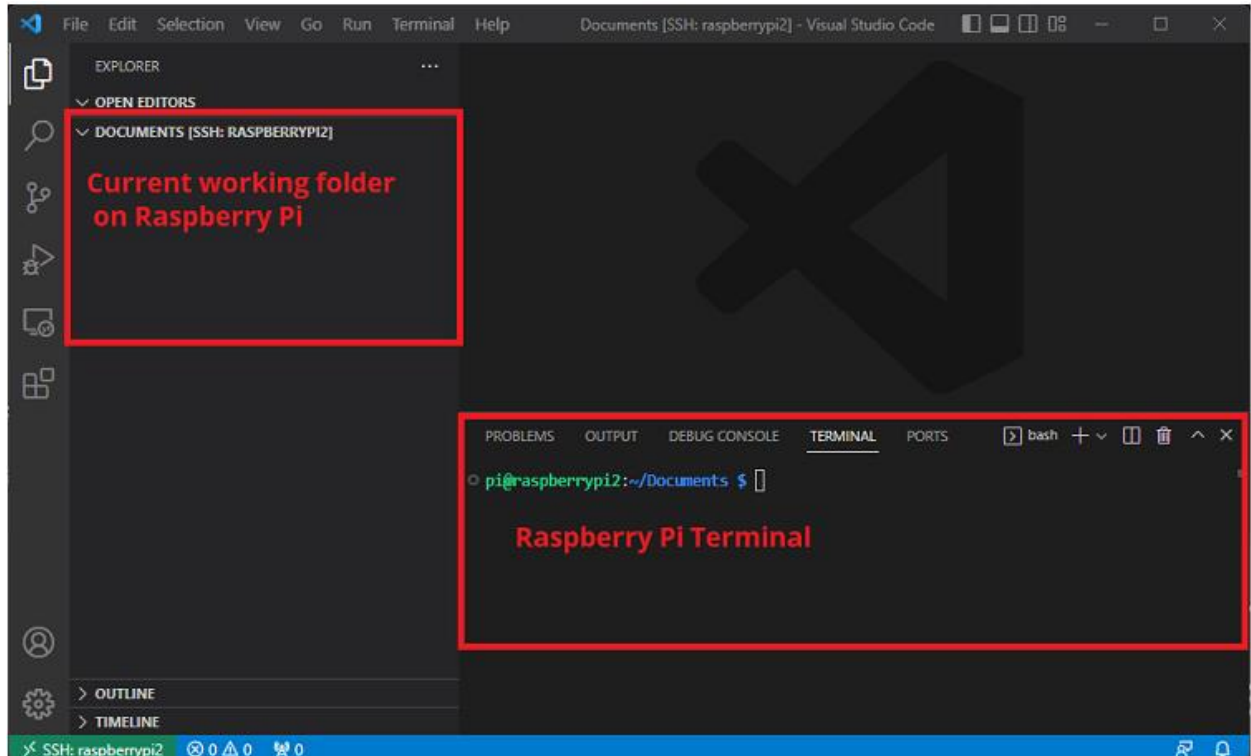 File Edit Selection View Go Run Terminal Help Documents [SSH: raspberrypi2] - Visual Studio Code
EXPLORER
OPEN EDITORS
DOCUMENTS [SSH: RASPBERRYPI2]
Current working folder
on Raspberry Pi
PROBLEMS OUTPUT DEBUG CONSOLE TERMINAL PORTS bash
pi@raspberrypi2:~/Documents $
Raspberry Pi Terminal
OUTLINE
TIMELINE
SSH: raspberrypi2 0 0 0